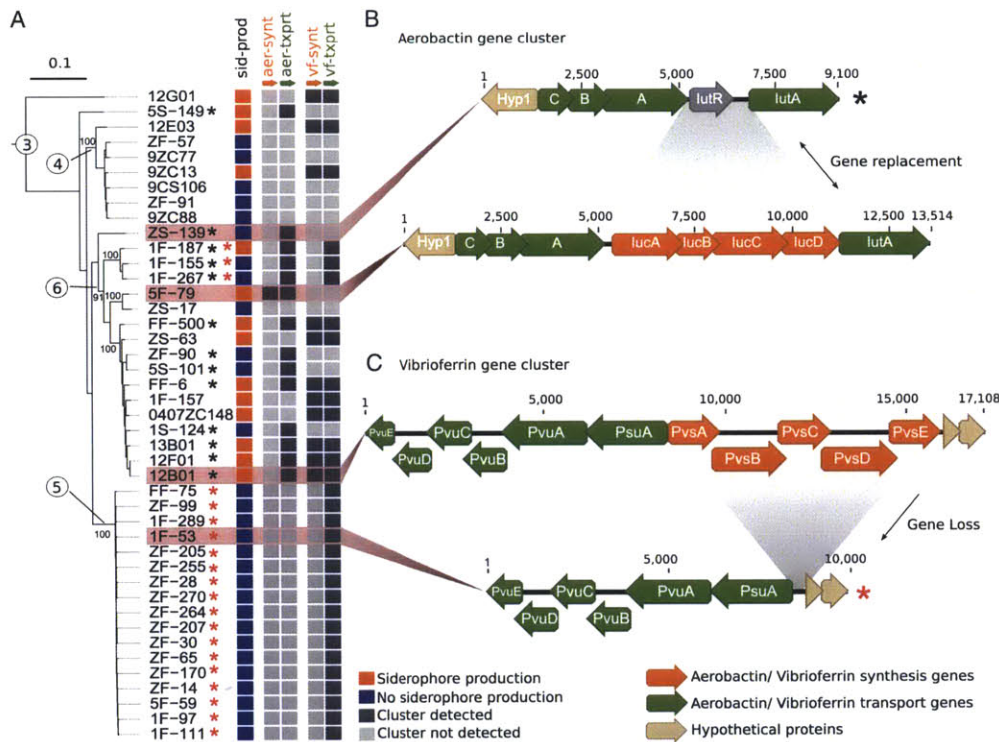 A
0.1
sid-prod
aer-synt
aer-txprt
vf-synt
vf-txprt
3
4
6
5
100
100
91
100
100
100
12G01
5S-149 *
12E03
ZF-57
9ZC77
9ZC13
9CS106
ZF-91
9ZC88
ZS-139 *
1F-187 * *
1F-155 * *
1F-267 * *
5F-79
ZS-17
FF-500 *
ZS-63
ZF-90 *
5S-101 *
FF-6 *
1F-157
0407ZC148
1S-124 *
13B01 *
12F01 *
12B01 *
FF-75 *
ZF-99 *
1F-289 *
1F-53 *
ZF-205 *
ZF-255 *
ZF-28 *
ZF-270 *
ZF-264 *
ZF-207 *
ZF-30 *
ZF-65 *
ZF-170 *
ZF-14 *
5F-59 *
1F-97 *
1F-111 *
Siderophore production
No siderophore production
Cluster detected
Cluster not detected
B
Aerobactin gene cluster
1 2,500 5,000 7,500 9,100
Hyp1 C B A IutR IutA *
Gene replacement
1 2,500 5,000 7,500 10,000 12,500 13,514
Hyp1 C B A IucA IucB IucC IucD IutA
C
Vibrioferrin gene cluster
1 5,000 10,000 15,000 17,108
PvuE PvuC PvuA PsuA PvsA PvsC PvsE
PvuD PvuB PvsB PvsD
Gene Loss
1 5,000 10,000
PvuE PvuC PvuA PsuA *
PvuD PvuB
Aerobactin/ Vibrioferrin synthesis genes
Aerobactin/ Vibrioferrin transport genes
Hypothetical proteins